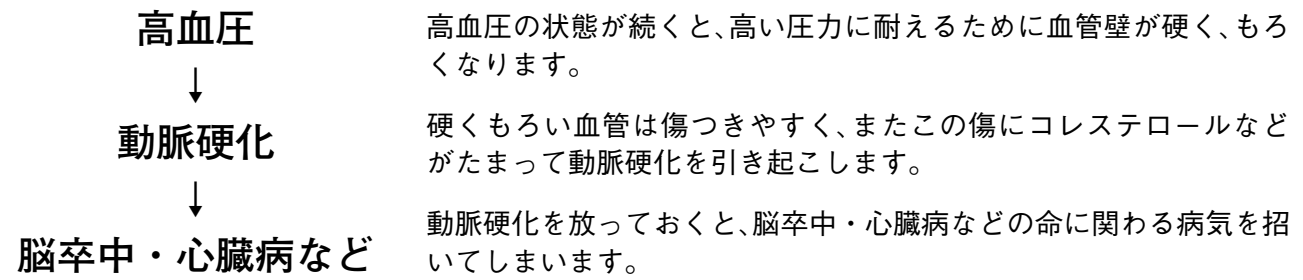 高血圧
高血圧の状態が続くと、高い圧力に耐えるために血管壁が硬く、もろ
くなります。
↓
動脈硬化
硬くもろい血管は傷つきやすく、またこの傷にコレステロールなど
がたまって動脈硬化を引き起こします。
↓
脳卒中・心臓病など
動脈硬化を放っておくと、脳卒中・心臓病などの命に関わる病気を招
いてしまいます。